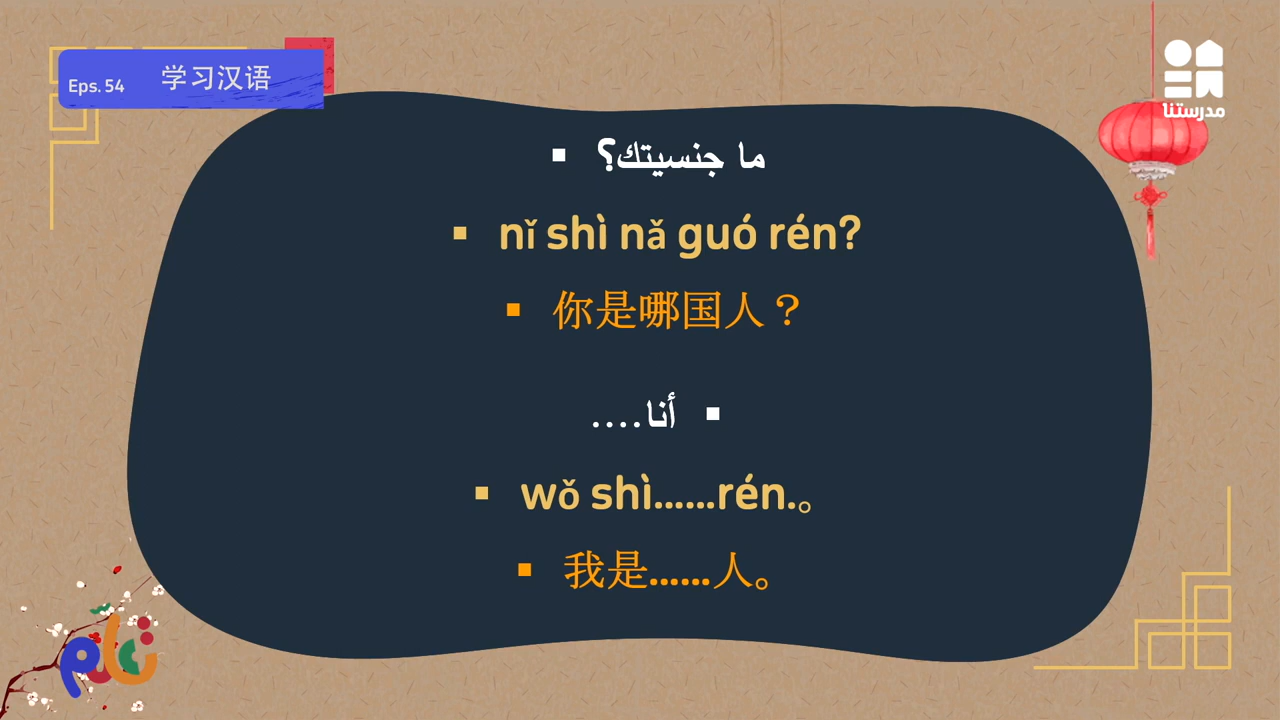 Eps. 54 学习汉语
مدرستنا
ما جنسيتك؟
nǐ shì nǎ guó rén?
你是哪国人？
أنا....
wǒ shì......rén.。
我是......人。
تعلم